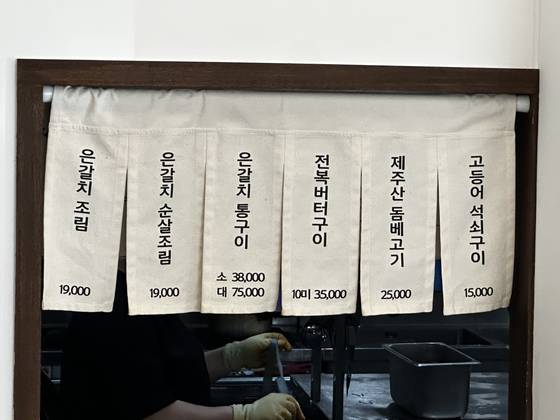 은갈치 조림
19,000
은갈치 순살조림
19,000
은갈치 통구이
소 38,000
대 75,000
전복버터구이
10미 35,000
제주산 돔베고기
25,000
고등어 석쇠구이
15,000